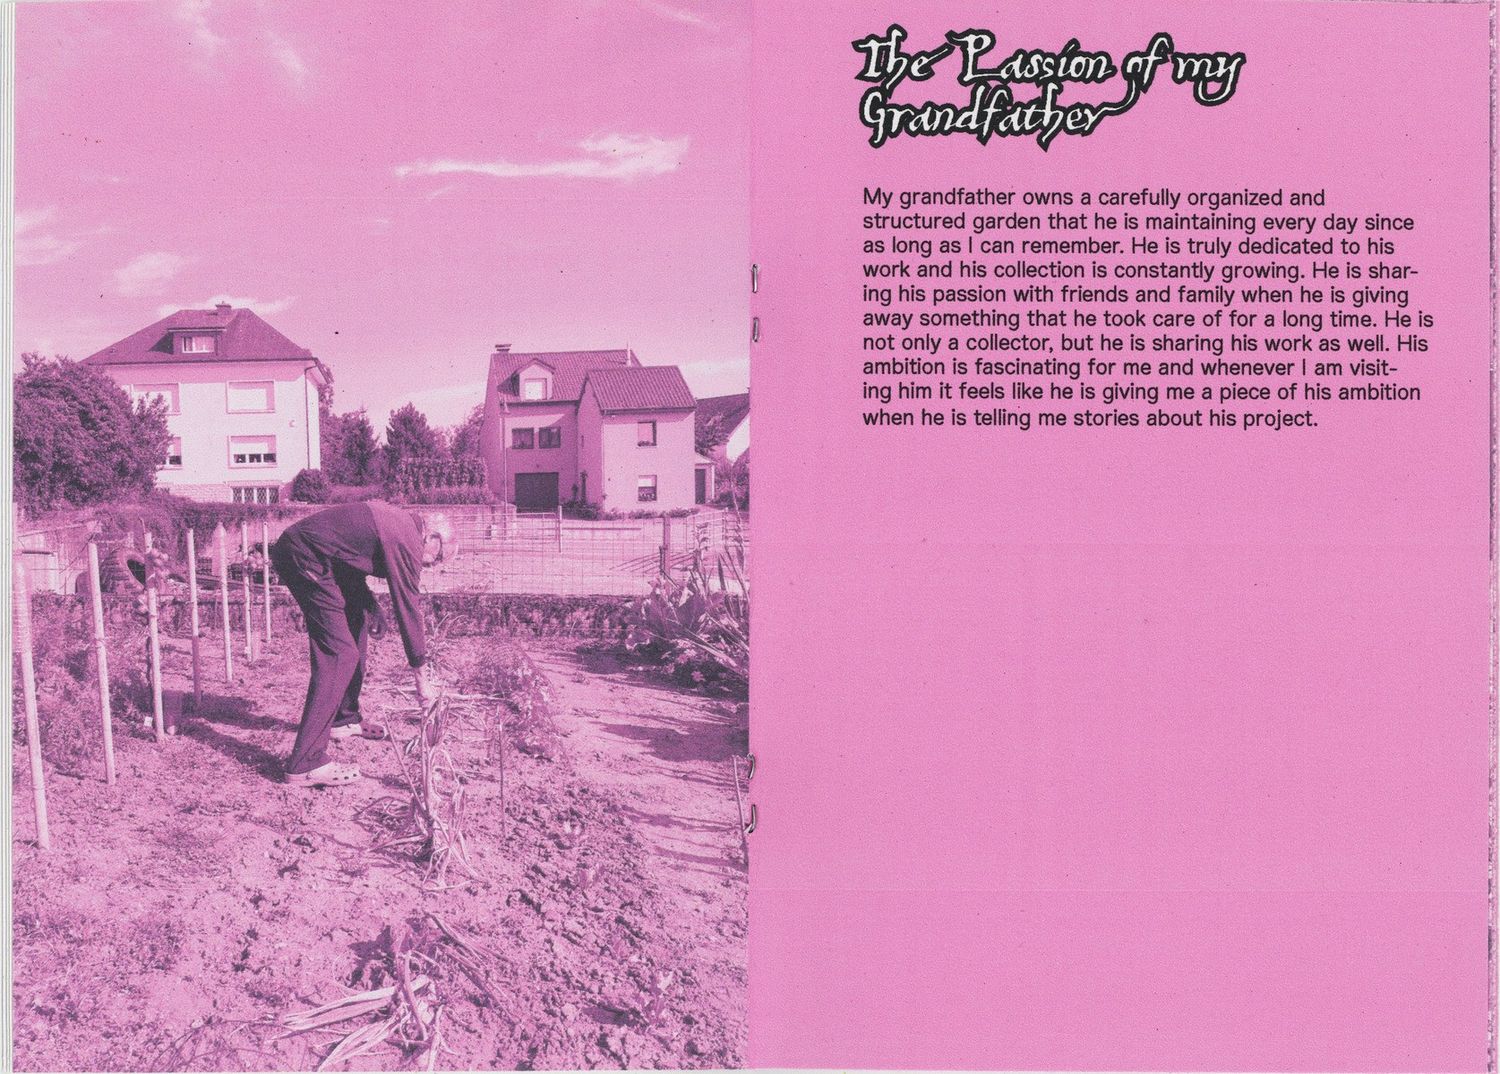 The Passion of my
Grandfather
My grandfather owns a carefully organized and
structured garden that he is maintaining every day since
as long as I can remember. He is truly dedicated to his
work and his collection is constantly growing. He is shar-
ing his passion with friends and family when he is giving
away something that he took care of for a long time. He is
not only a collector, but he is sharing his work as well. His
ambition is fascinating for me and whenever I am visit-
ing him it feels like he is giving me a piece of his ambition
when he is telling me stories about his project.